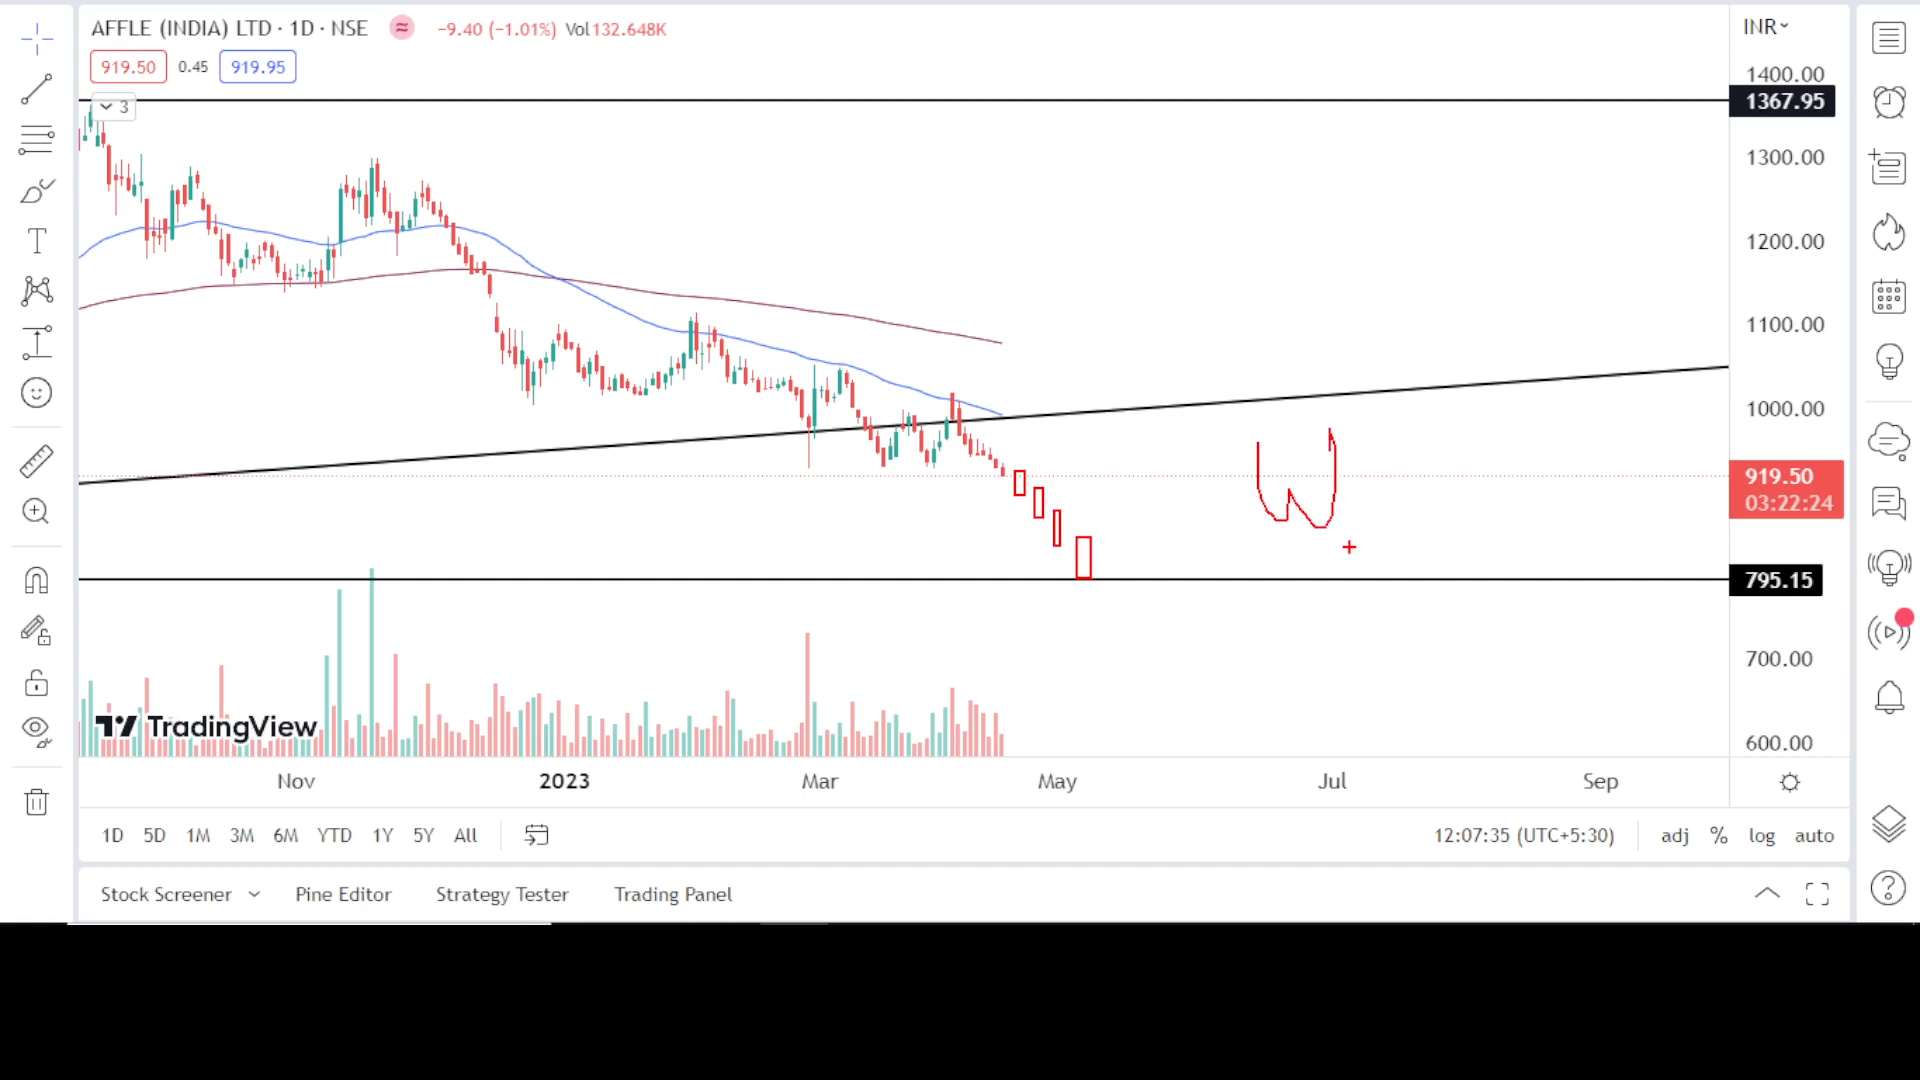 AFFLE (INDIA) LTD · 1D · NSE ≈ −9.40 (−1.01%) Vol 132.648K
INR
919.50 0.45 919.95
1400.00
3
1367.95
1300.00
1200.00
1100.00
1000.00
W
919.50
03:22:24
795.15
700.00
TradingView
600.00
Nov 2023 Mar May Jul Sep
1D 5D 1M 3M 6M YTD 1Y 5Y All 12:07:35 (UTC+5:30) adj % log auto
Stock Screener Pine Editor Strategy Tester Trading Panel